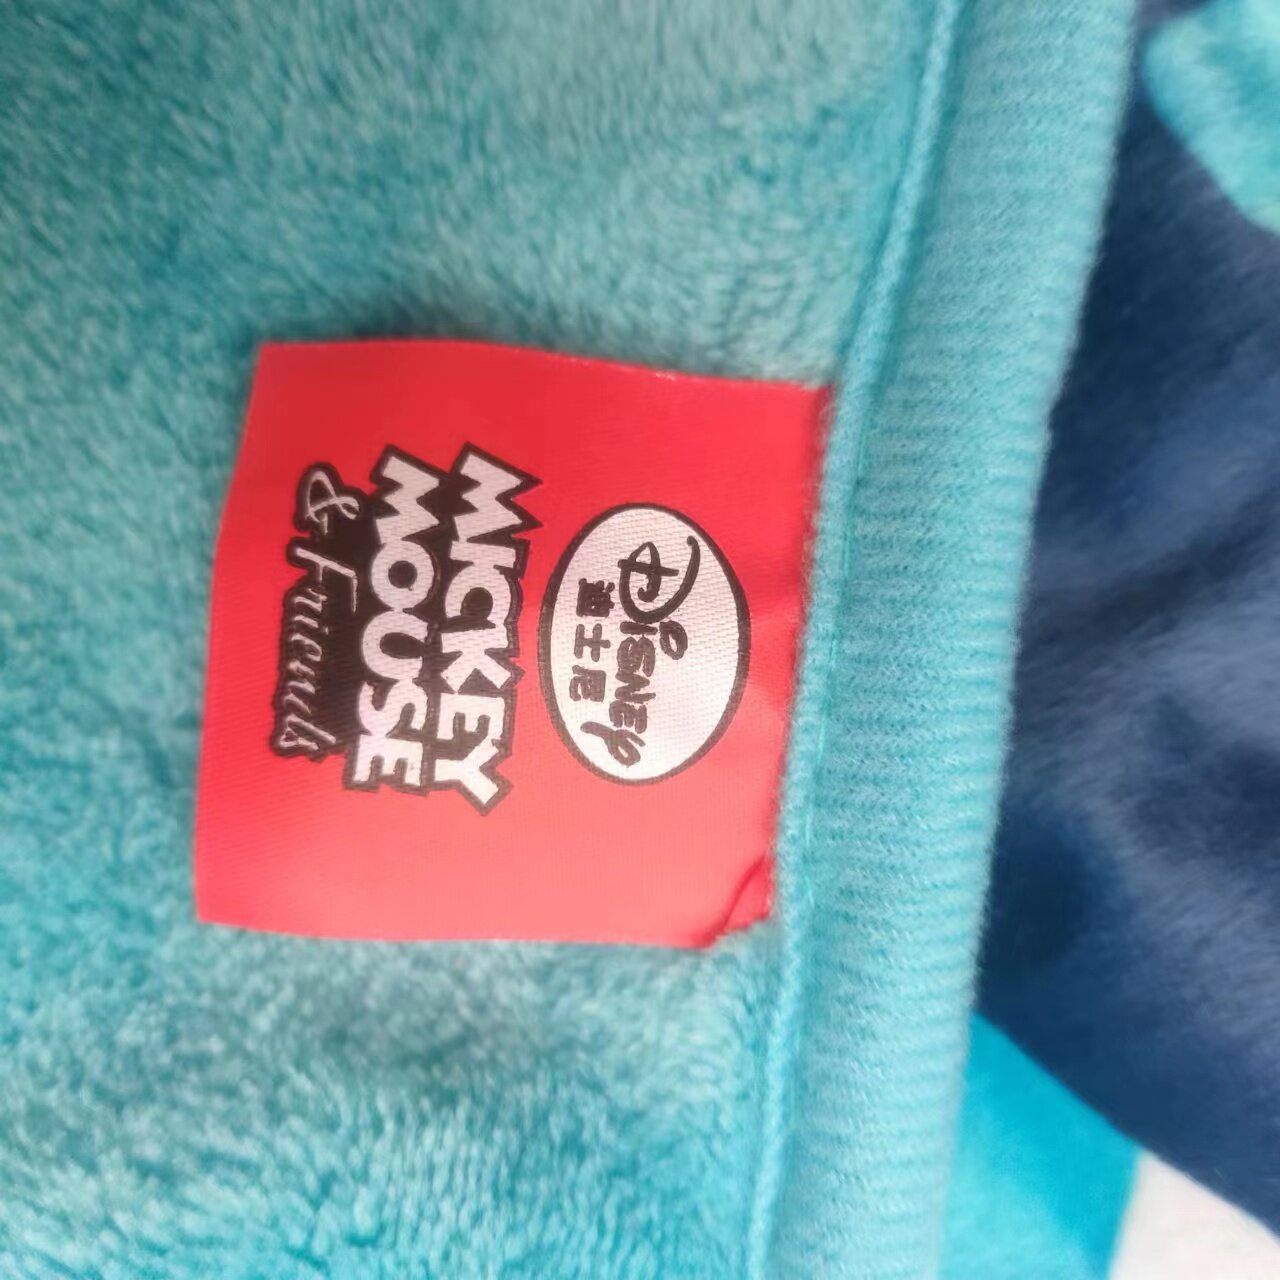 Disney
迪士尼
MICKEY
MOUSE
& Friends